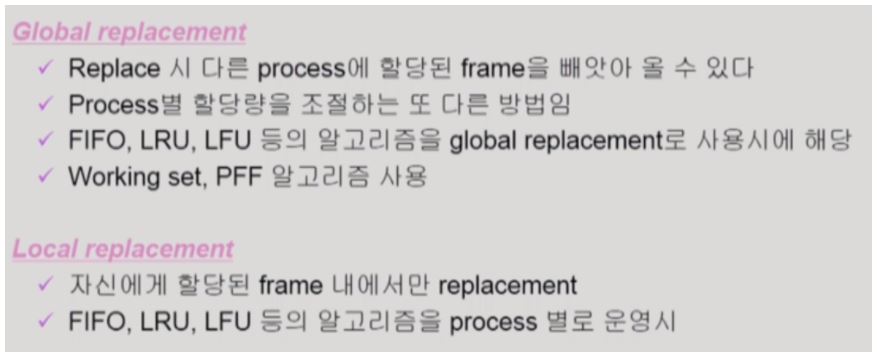 Global replacement
✓ Replace 시 다른 process에 할당된 frame을 빼앗아 올 수 있다
✓ Process별 할당량을 조절하는 또 다른 방법임
✓ FIFO, LRU, LFU 등의 알고리즘을 global replacement로 사용시에 해당
✓ Working set, PFF 알고리즘 사용
Local replacement
✓ 자신에게 할당된 frame 내에서만 replacement
✓ FIFO, LRU, LFU 등의 알고리즘을 process 별로 운영시